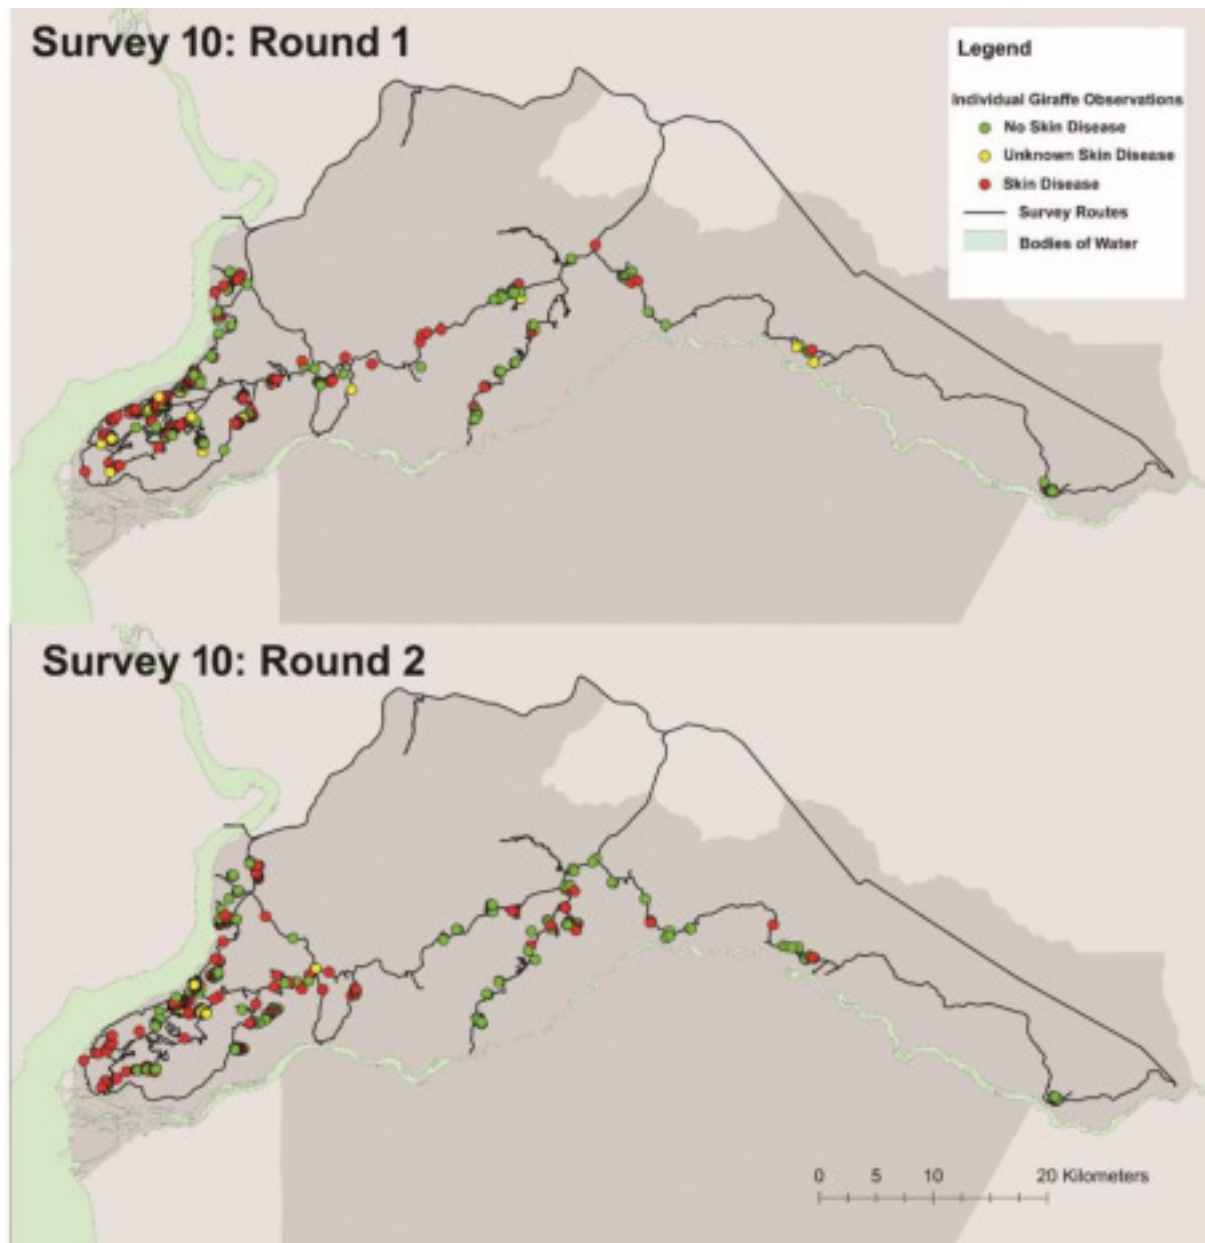 Survey 10: Round 1
Legend
Individual Giraffe Observations
No Skin Disease
Unknown Skin Disease
Skin Disease
Survey Routes
Bodies of Water
Survey 10: Round 2
0 5 10 20 Kilometers